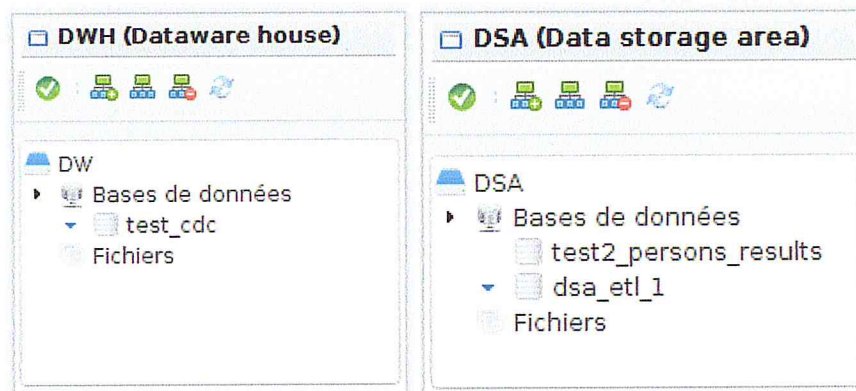 DWH (Dataware house)
DW
Bases de données
test_cdc
Fichiers
DSA (Data storage area)
DSA
Bases de données
test2_persons_results
dsa_etl_1
Fichiers